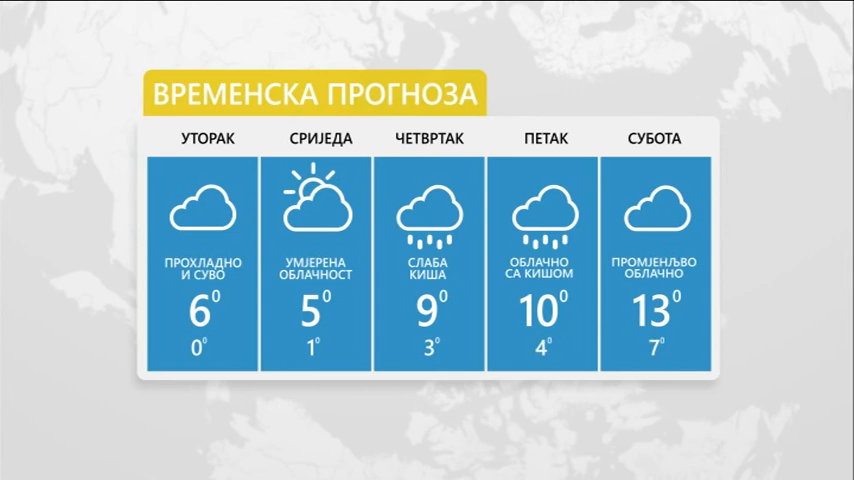 ВРЕМЕНСКА ПРОГНОЗА
УТОРАК
СРИЈЕДА
ЧЕТВРТАК
ПЕТАК
СУБОТА
ПРОХЛАДНО
И СУВО
6⁰
0⁰
УМЈЕРЕНА
ОБЛАЧНОСТ
5⁰
1⁰
СЛАБА
КИША
9⁰
3⁰
ОБЛАЧНО
СА КИШОМ
10⁰
4⁰
ПРОМЈЕНЉВО
ОБЛАЧНО
13⁰
7⁰